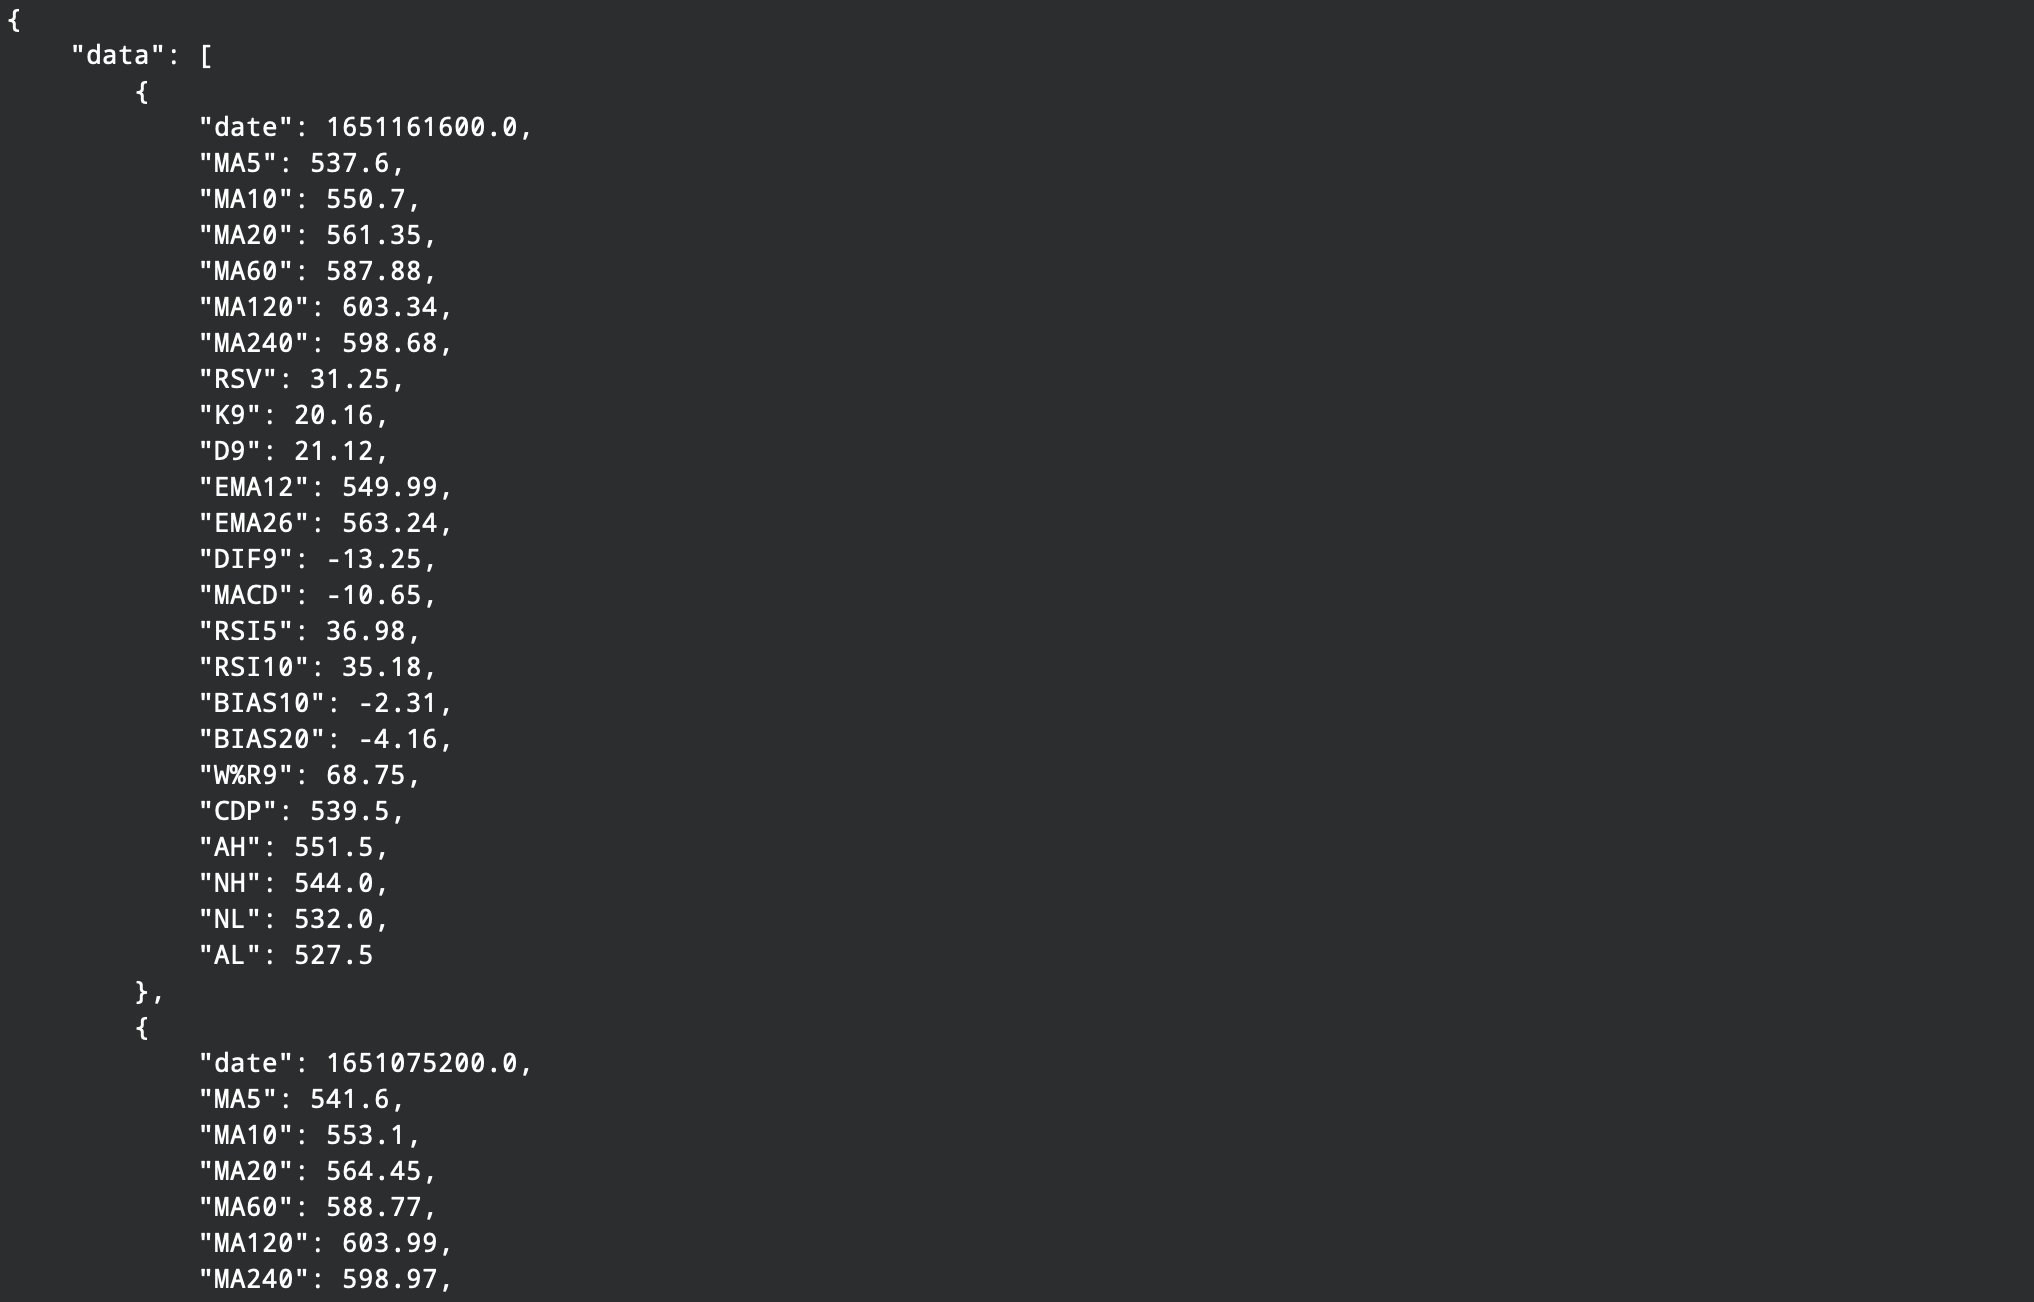 {
    "data": [
        {
            "date": 1651161600.0,
            "MA5": 537.6,
            "MA10": 550.7,
            "MA20": 561.35,
            "MA60": 587.88,
            "MA120": 603.34,
            "MA240": 598.68,
            "RSV": 31.25,
            "K9": 20.16,
            "D9": 21.12,
            "EMA12": 549.99,
            "EMA26": 563.24,
            "DIF9": -13.25,
            "MACD": -10.65,
            "RSI5": 36.98,
            "RSI10": 35.18,
            "BIAS10": -2.31,
            "BIAS20": -4.16,
            "W%R9": 68.75,
            "CDP": 539.5,
            "AH": 551.5,
            "NH": 544.0,
            "NL": 532.0,
            "AL": 527.5
        },
        {
            "date": 1651075200.0,
            "MA5": 541.6,
            "MA10": 553.1,
            "MA20": 564.45,
            "MA60": 588.77,
            "MA120": 603.99,
            "MA240": 598.97,